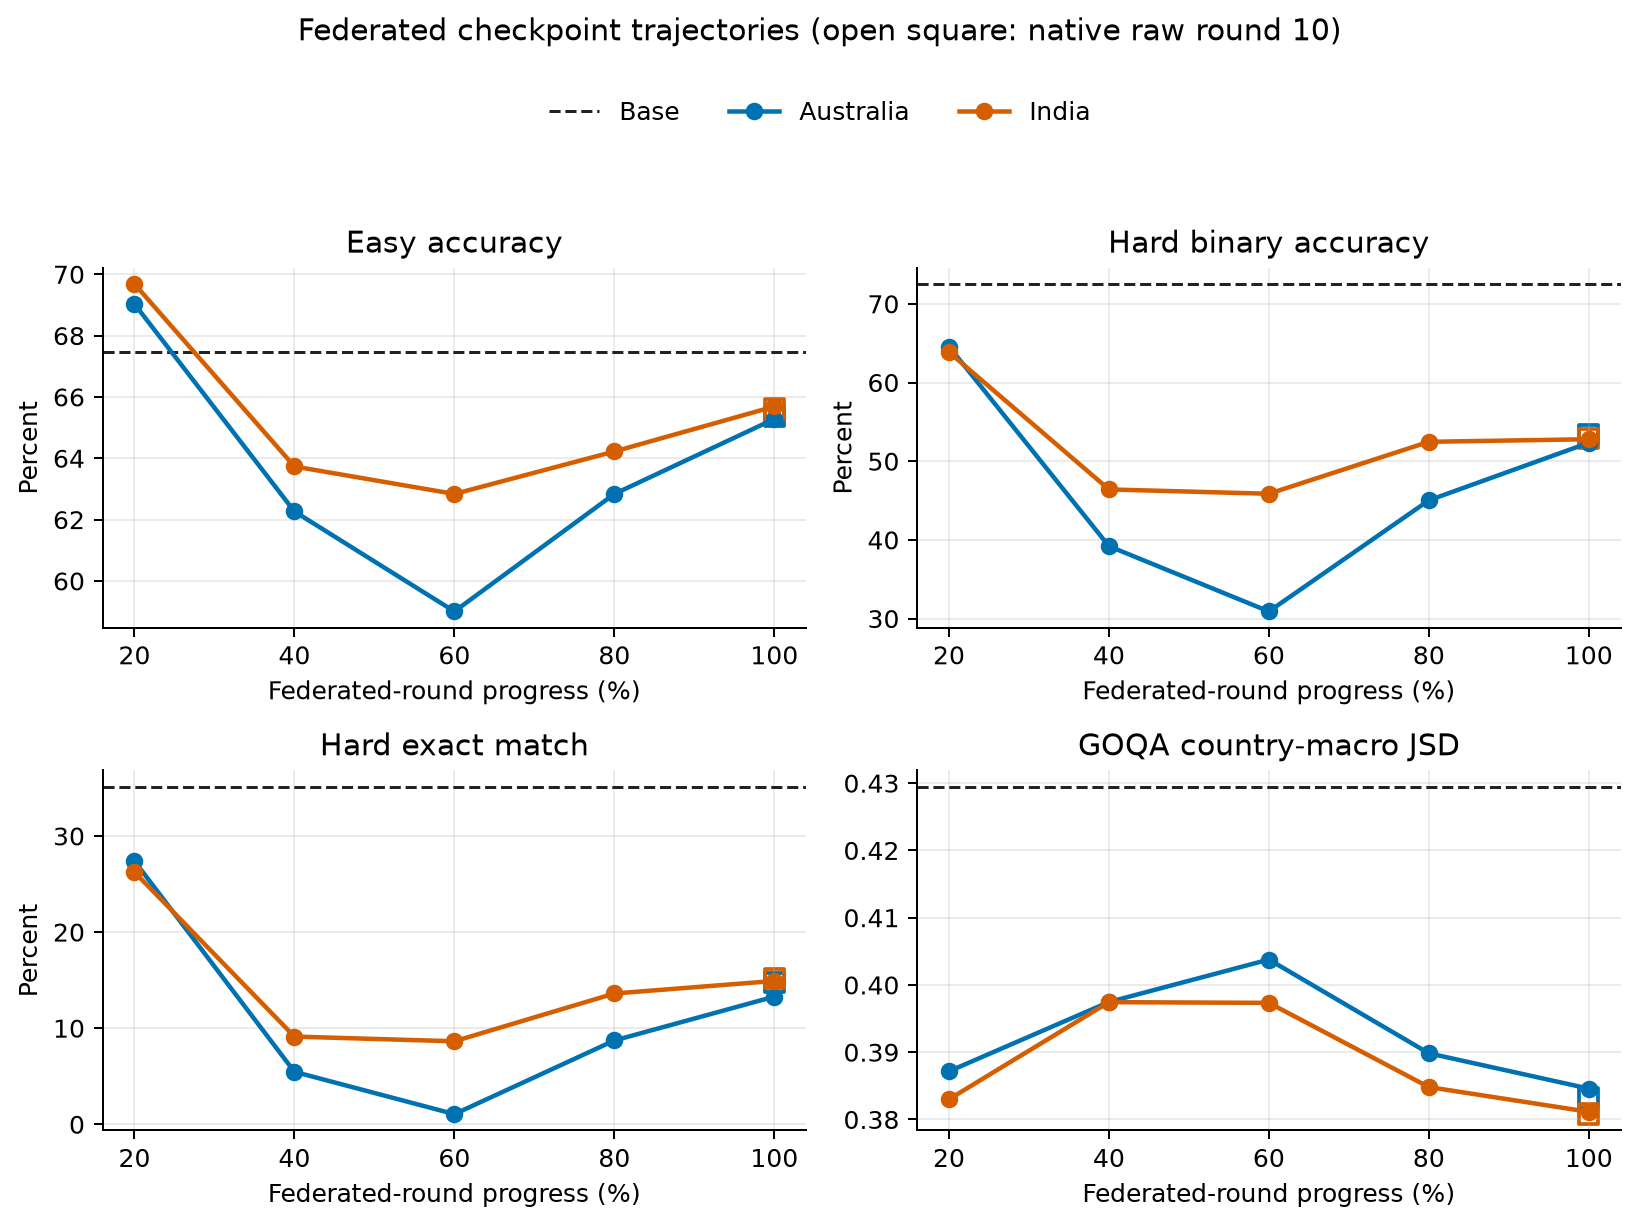 Federated checkpoint trajectories (open square: native raw round 10)
Base Australia India
Easy accuracy
70
68
66
64
62
60
Percent
20 40 60 80 100
Federated-round progress (%)
Hard binary accuracy
70
60
50
40
30
Percent
20 40 60 80 100
Federated-round progress (%)
Hard exact match
30
20
10
0
Percent
20 40 60 80 100
Federated-round progress (%)
GOQA country-macro JSD
0.43
0.42
0.41
0.40
0.39
0.38
20 40 60 80 100
Federated-round progress (%)